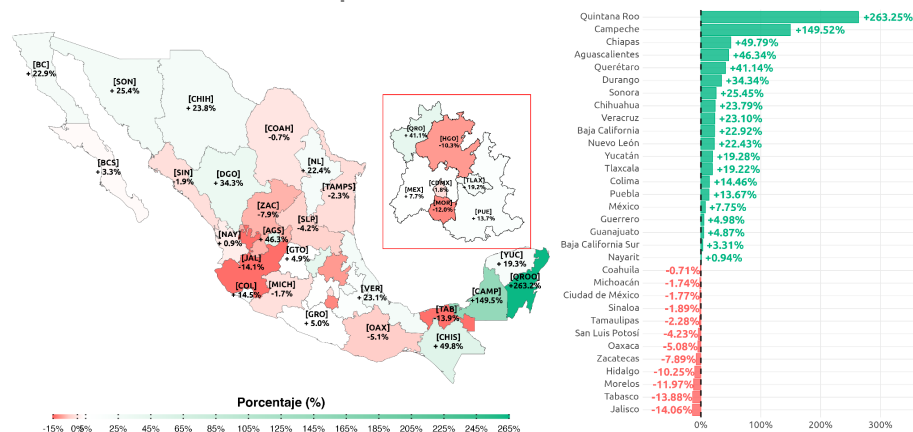 [BC]
+ 22.9%
[SON]
+ 25.4%
[CHIH]
+ 23.8%
[COAH]
-0.7%
[BCS]
+ 3.3%
[SIN]
-1.9%
[DGO]
+ 34.3%
[NL]
+ 22.4%
[TAMPS]
-2.3%
[ZAC]
-7.9%
[SLP]
-4.2%
[NAY]
+ 0.9%
[AGS]
+ 46.3%
[GTO]
+ 4.9%
[JAL]
-14.1%
[COL]
+ 14.5%
[MICH]
-1.7%
[GRO]
+ 5.0%
[VER]
+ 23.1%
[OAX]
-5.1%
[TAB]
-13.9%
[CHIS]
+ 49.8%
[CAMP]
+149.5%
[YUC]
+ 19.3%
[QROO]
+263.2%
[QRO]
+ 41.1%
[HGO]
-10.3%
[MEX]
+ 7.7%
[CDMX]
-1.8%
[TLAX]
+ 19.2%
[MOR]
-12.0%
[PUE]
+ 13.7%
Porcentaje (%)
-15% 0% 5% 25% 45% 65% 85% 105% 125% 145% 165% 185% 205% 225% 245% 265%
Quintana Roo +263.25%
Campeche +149.52%
Chiapas +49.79%
Aguascalientes +46.34%
Querétaro +41.14%
Durango +34.34%
Sonora +25.45%
Chihuahua +23.79%
Veracruz +23.10%
Baja California +22.92%
Nuevo León +22.43%
Yucatán +19.28%
Tlaxcala +19.22%
Colima +14.46%
Puebla +13.67%
México +7.75%
Guerrero +4.98%
Guanajuato +4.87%
Baja California Sur +3.31%
Nayarit +0.94%
Coahuila -0.71%
Michoacán -1.74%
Ciudad de México -1.77%
Sinaloa -1.89%
Tamaulipas -2.28%
San Luis Potosí -4.23%
Oaxaca -5.08%
Zacatecas -7.89%
Hidalgo -10.25%
Morelos -11.97%
Tabasco -13.88%
Jalisco -14.06%
0% 100% 200% 300%